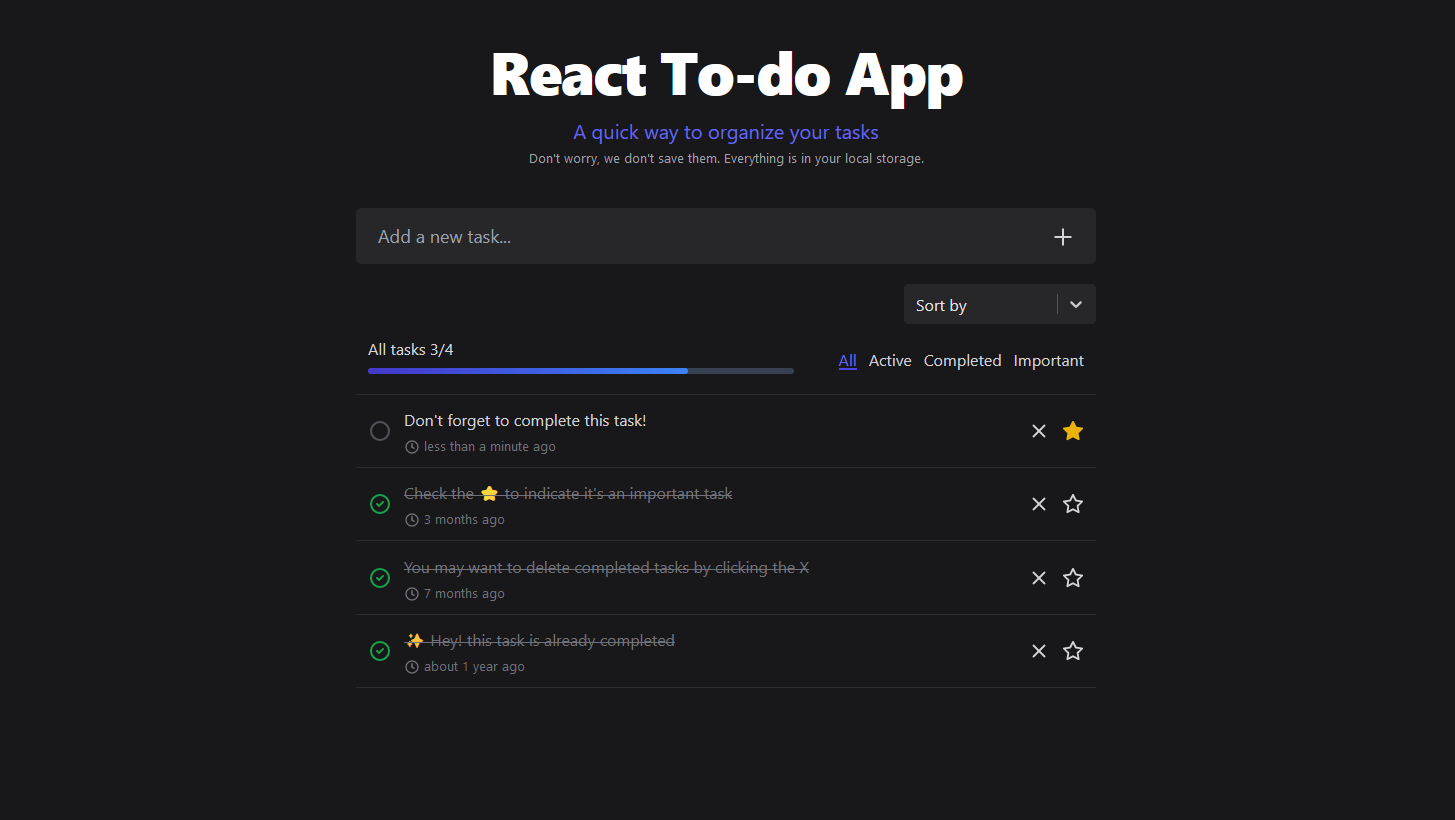 React To-do App
A quick way to organize your tasks
Don't worry, we don't save them. Everything is in your local storage.
Add a new task...
Sort by
All tasks 3/4
All Active Completed Important
Don't forget to complete this task!
less than a minute ago
Check the ⭐ to indicate it's an important task
3 months ago
You may want to delete completed tasks by clicking the X
7 months ago
✨ Hey! this task is already completed
about 1 year ago